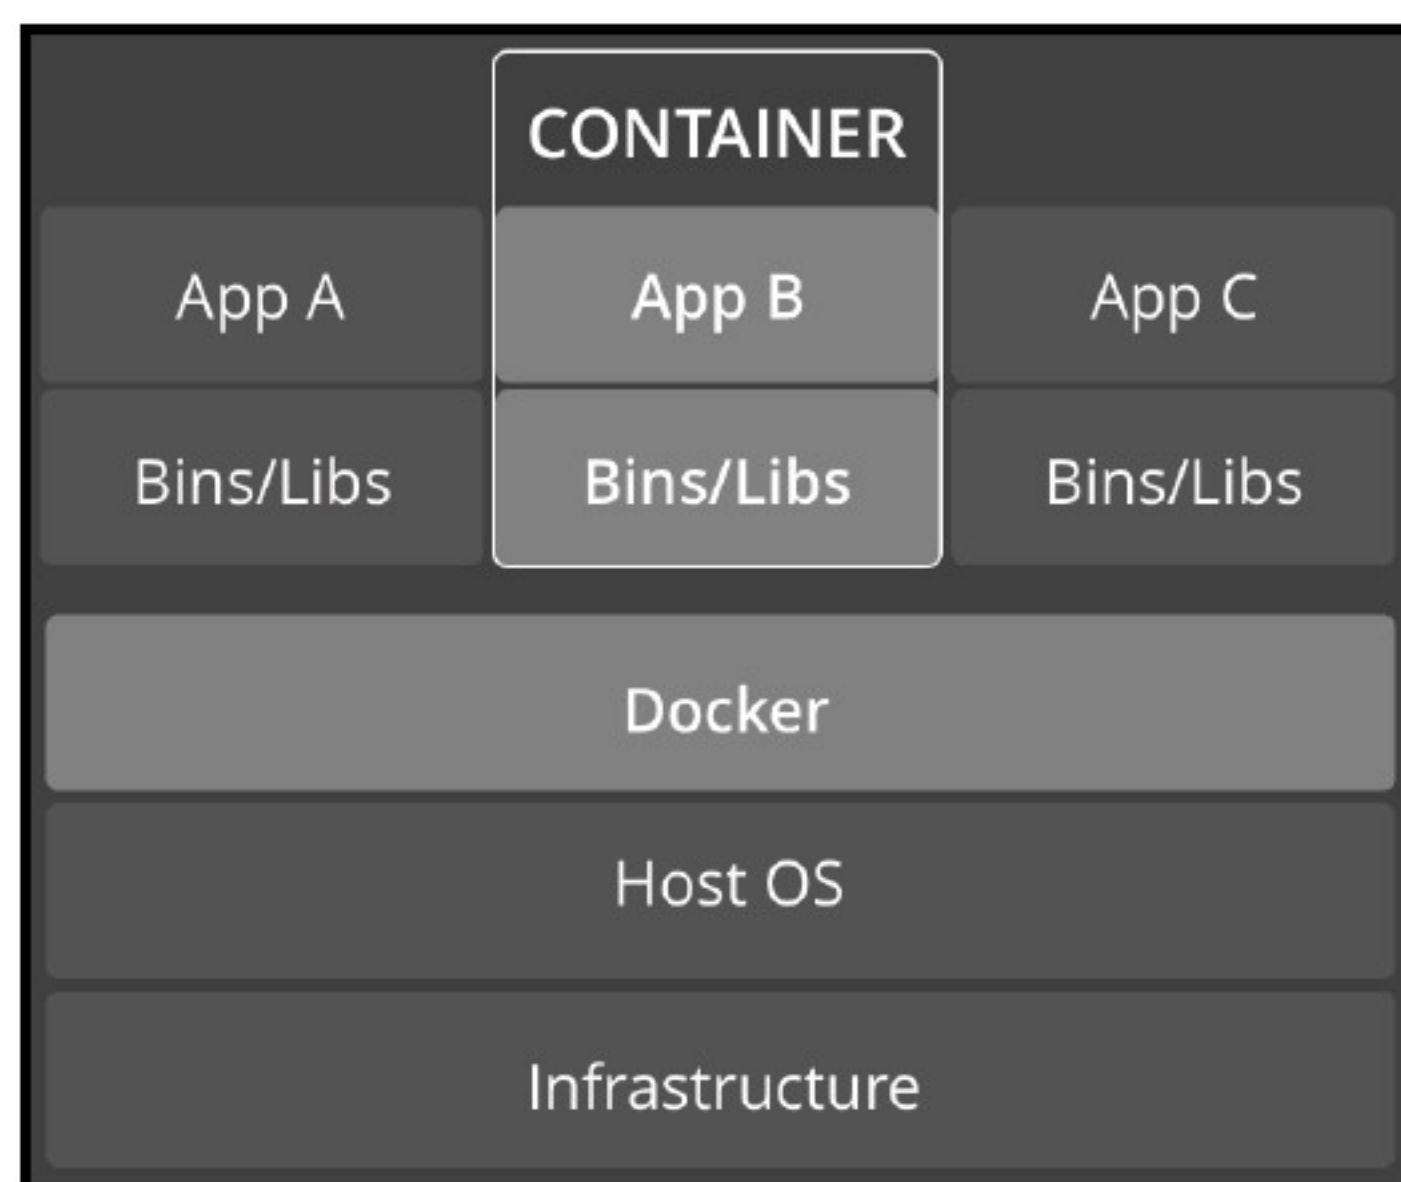 CONTAINER
App A
App B
App C
Bins/Libs
Bins/Libs
Bins/Libs
Docker
Host OS
Infrastructure